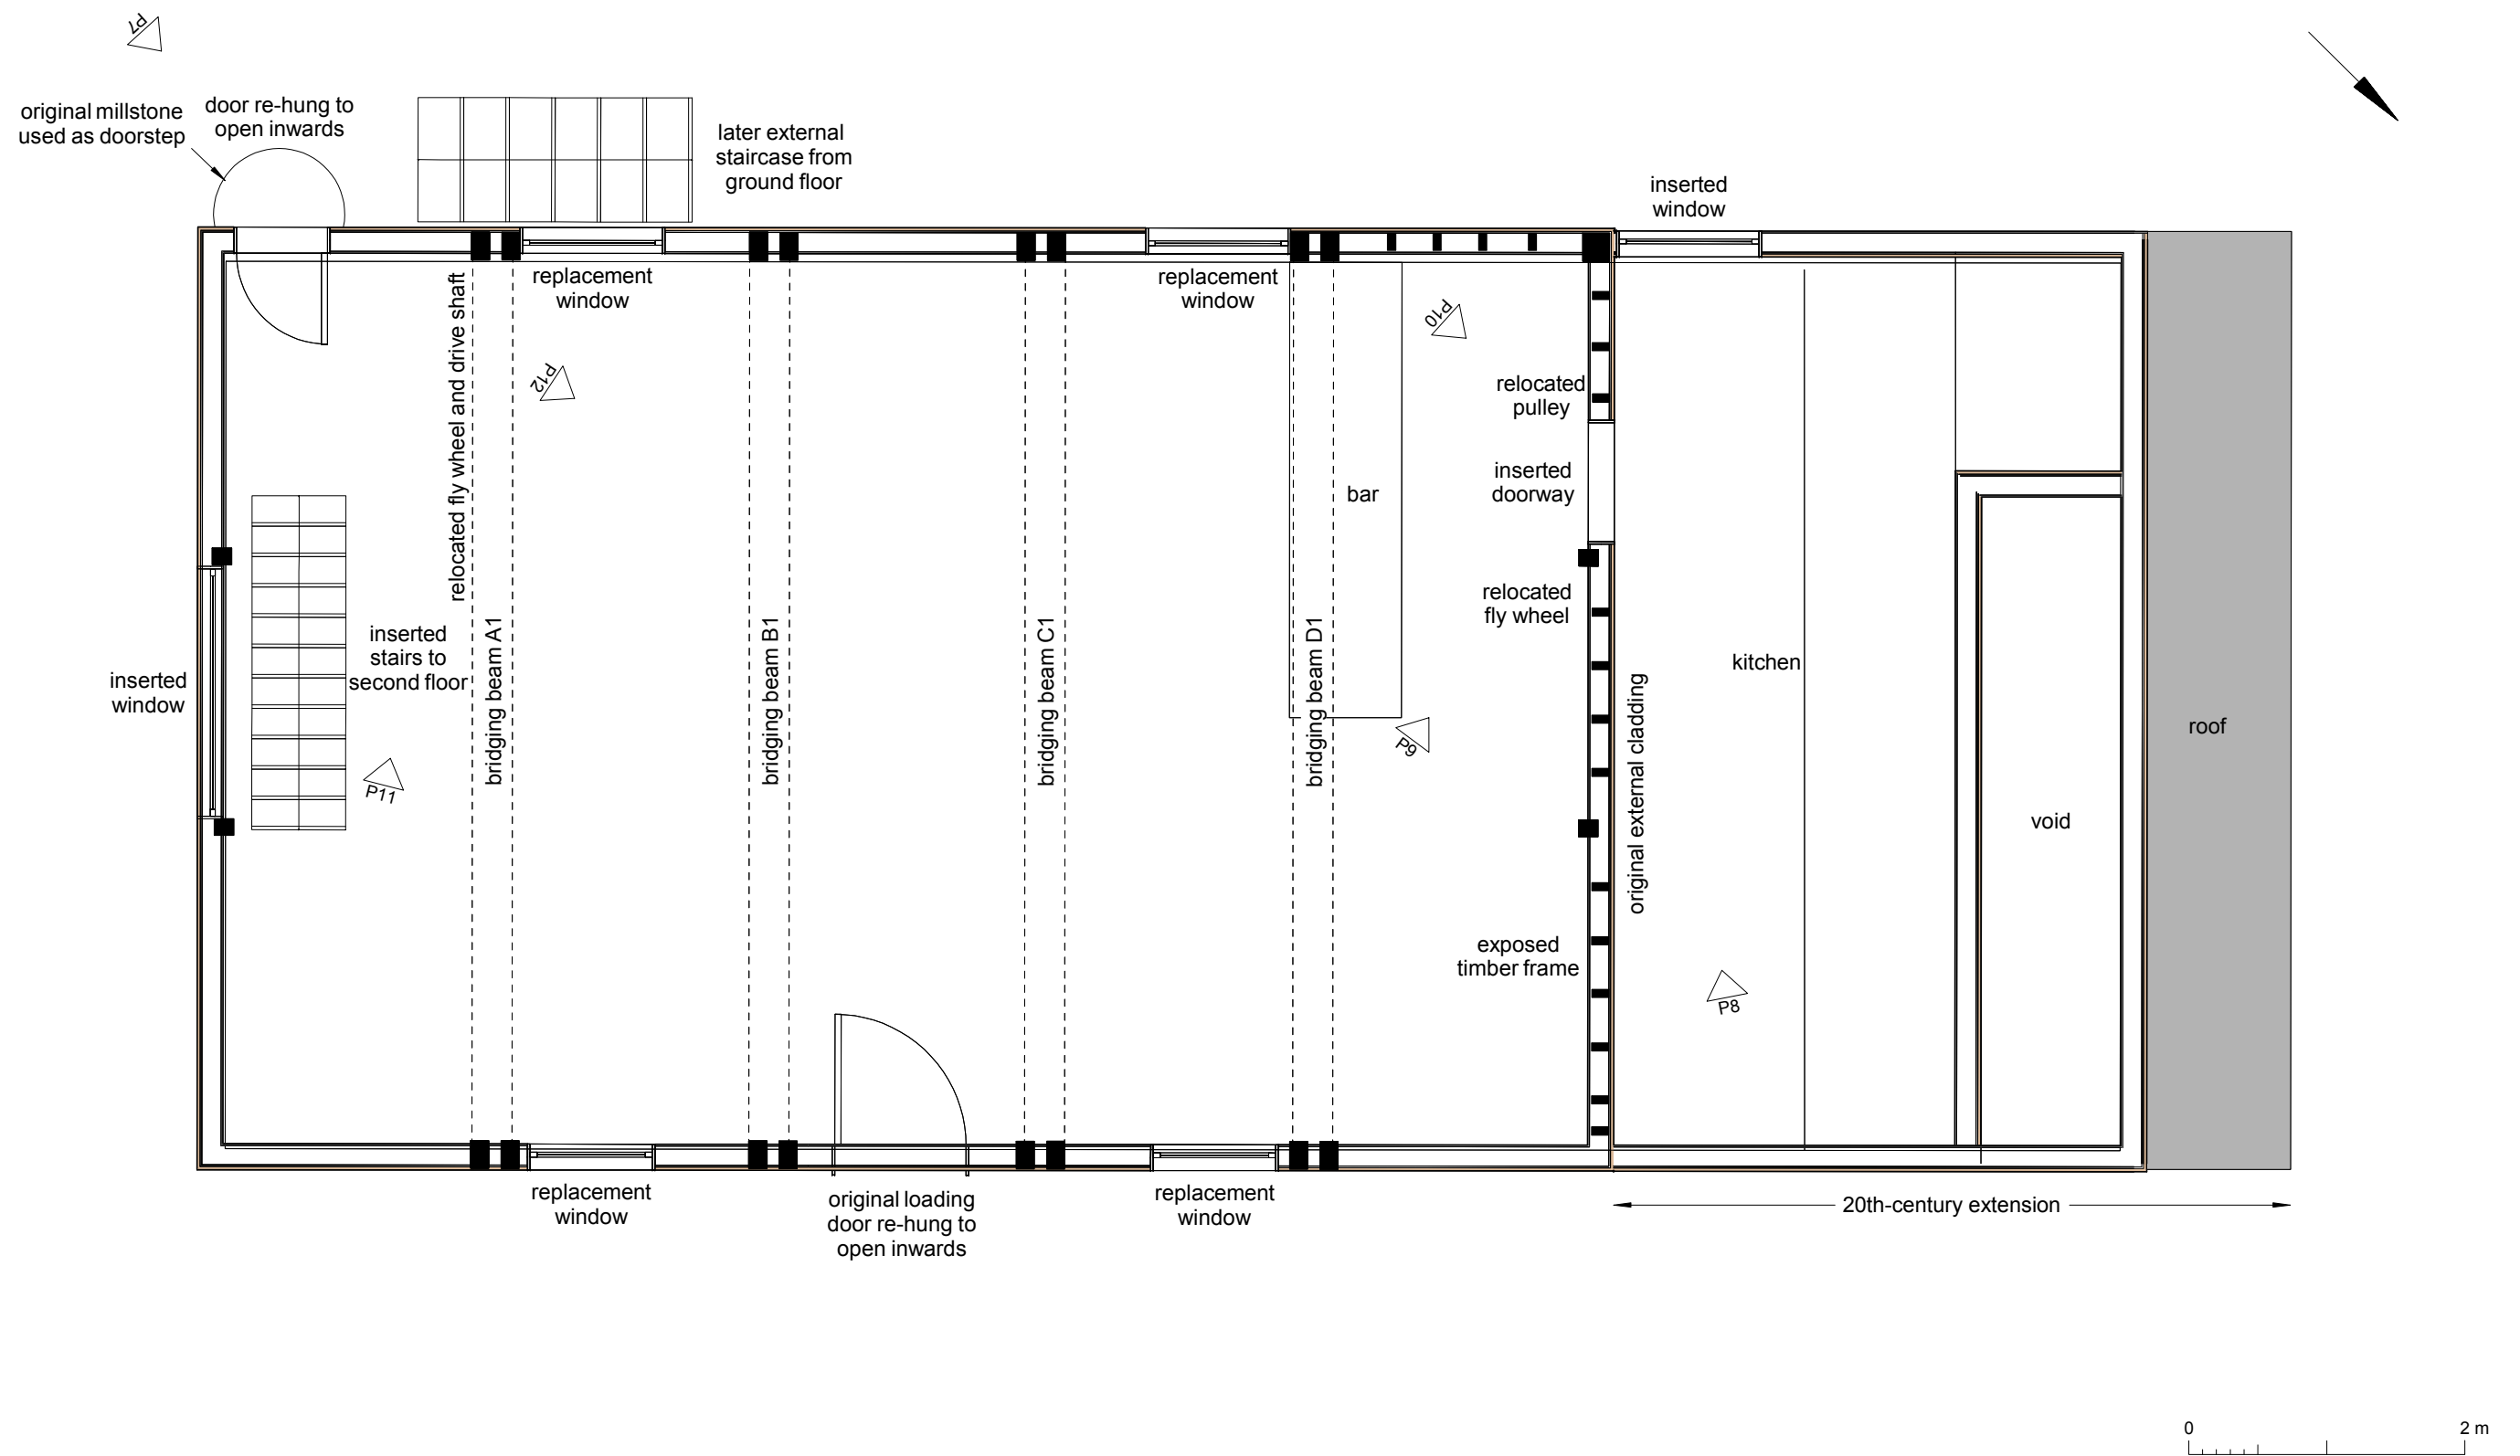 P7
original millstone
used as doorstep
door re-hung to
open inwards
later external
staircase from
ground floor
inserted
window
replacement
window
replacement
window
relocated fly wheel and drive shaft
P12
P10
relocated
pulley
inserted
doorway
bar
relocated
fly wheel
inserted
stairs to
second floor
inserted
window
bridging beam A1
bridging beam B1
bridging beam C1
bridging beam D1
original external cladding
kitchen
roof
void
P9
P11
exposed
timber frame
P8
replacement
window
original loading
door re-hung to
open inwards
replacement
window
20th-century extension
0
2 m